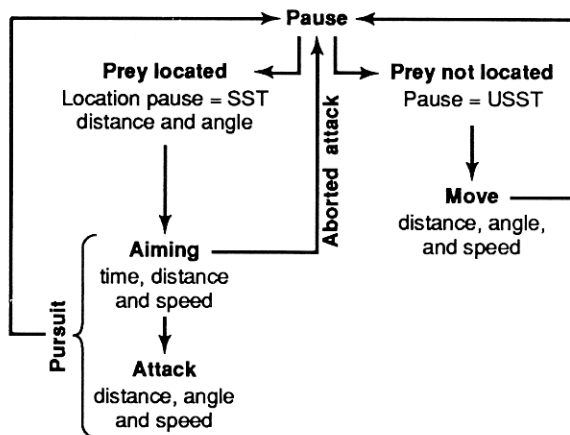 Pause
Prey located
Location pause = SST
distance and angle
Prey not located
Pause = USST
Aborted attack
Move
distance, angle,
and speed
Aiming
time, distance
and speed
Pursuit
Attack
distance, angle
and speed